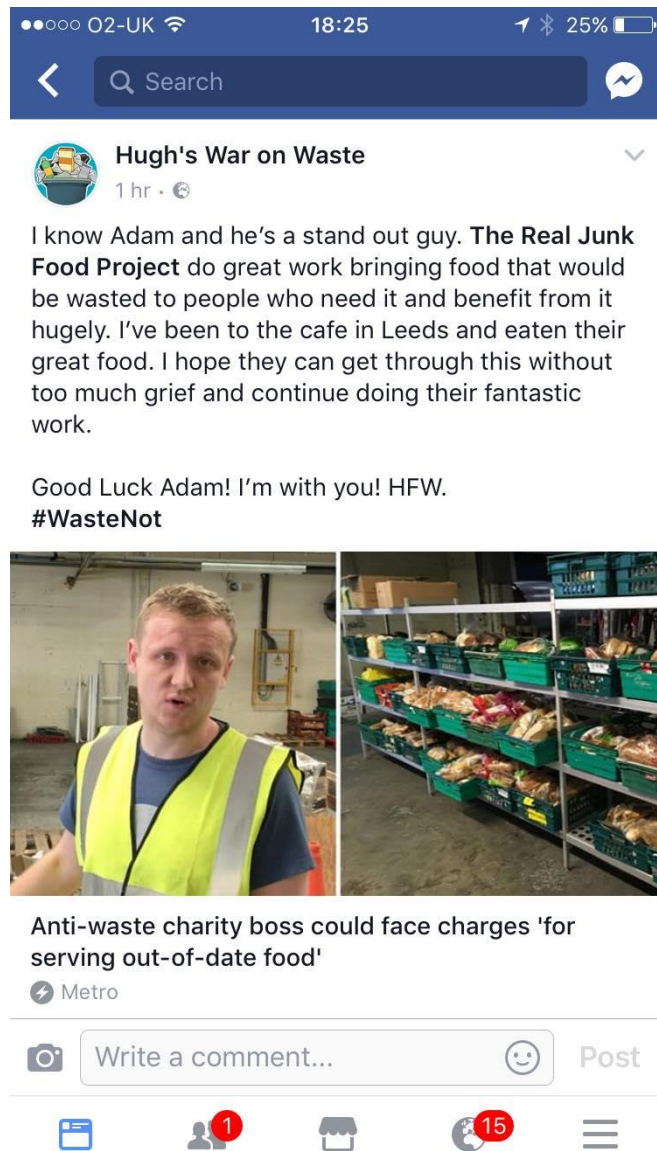 O2-UK 18:25 25%
Search
Hugh's War on Waste
1 hr ·
I know Adam and he's a stand out guy. The Real Junk
Food Project do great work bringing food that would
be wasted to people who need it and benefit from it
hugely. I've been to the cafe in Leeds and eaten their
great food. I hope they can get through this without
too much grief and continue doing their fantastic
work.
Good Luck Adam! I'm with you! HFW.
#WasteNot
Anti-waste charity boss could face charges 'for
serving out-of-date food'
Metro
Write a comment... Post
1 15